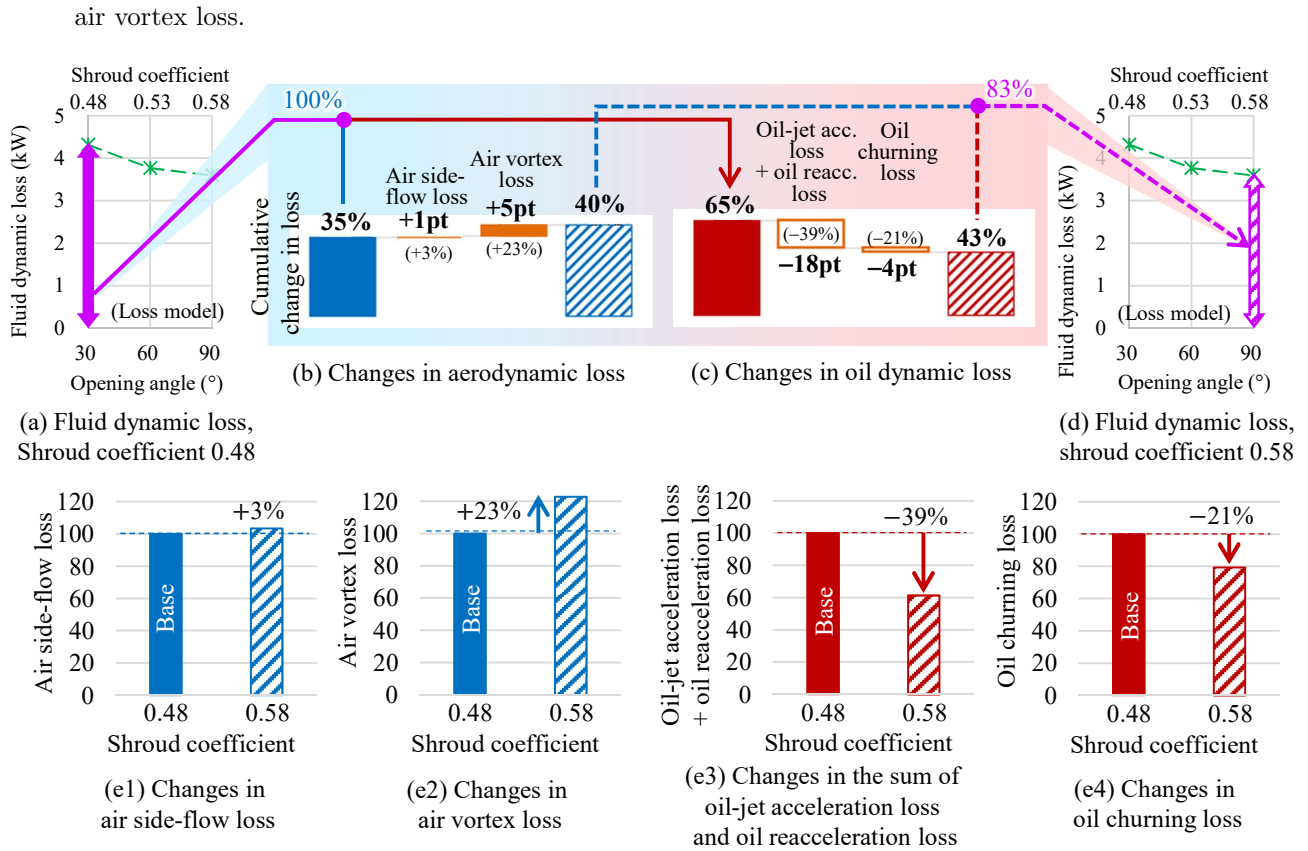 air vortex loss.
Shroud coefficient
0.48 0.53 0.58
Fluid dynamic loss (kW)
5
4
3
2
1
0
(Loss model)
30 60 90
Opening angle (°)
(a) Fluid dynamic loss,
Shroud coefficient 0.48
100%
Cumulative
change in loss
35%
Air side-
flow loss
+1pt
(+3%)
Air vortex
loss
+5pt
(+23%)
40%
(b) Changes in aerodynamic loss
65%
Oil-jet acc.
loss
+ oil reacc.
loss
(−39%)
−18pt
Oil
churning
loss
(−21%)
−4pt
43%
(c) Changes in oil dynamic loss
83%
Shroud coefficient
0.48 0.53 0.58
Fluid dynamic loss (kW)
5
4
3
2
1
0
(Loss model)
30 60 90
Opening angle (°)
(d) Fluid dynamic loss,
shroud coefficient 0.58
Air side-flow loss
120
100
80
60
40
20
0
+3%
Base
0.48 0.58
Shroud coefficient
(e1) Changes in
air side-flow loss
Air vortex loss
120
100
80
60
40
20
0
+23%
Base
0.48 0.58
Shroud coefficient
(e2) Changes in
air vortex loss
Oil-jet acceleration loss
+ oil reacceleration loss
120
100
80
60
40
20
0
−39%
Base
0.48 0.58
Shroud coefficient
(e3) Changes in the sum of
oil-jet acceleration loss
and oil reacceleration loss
Oil churning loss
120
100
80
60
40
20
0
−21%
Base
0.48 0.58
Shroud coefficient
(e4) Changes in
oil churning loss